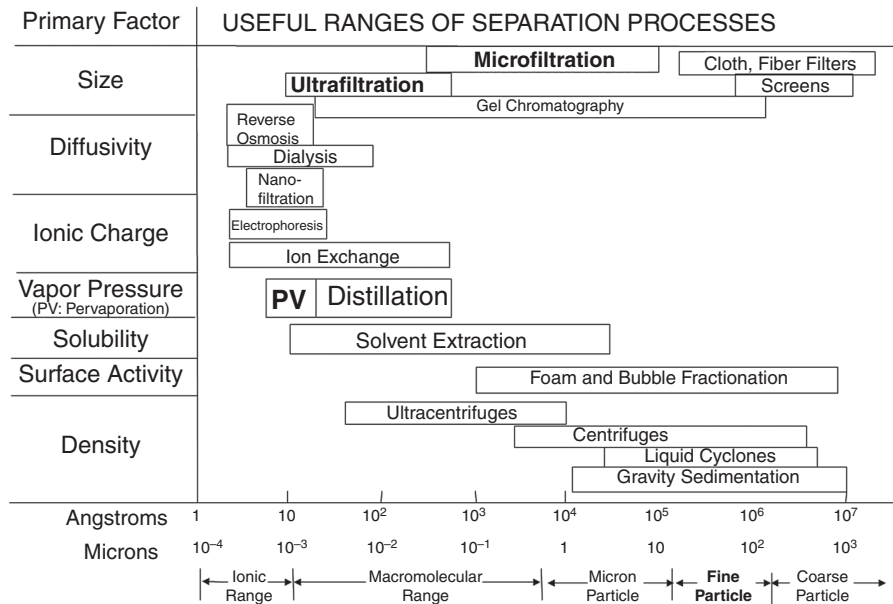 Primary Factor
USEFUL RANGES OF SEPARATION PROCESSES
Size
Microfiltration
Cloth, Fiber Filters
Ultrafiltration
Screens
Gel Chromatography
Diffusivity
Reverse
Osmosis
Dialysis
Nano-
filtration
Ionic Charge
Electrophoresis
Ion Exchange
Vapor Pressure
(PV: Pervaporation)
PV
Distillation
Solubility
Solvent Extraction
Surface Activity
Foam and Bubble Fractionation
Density
Ultracentrifuges
Centrifuges
Liquid Cyclones
Gravity Sedimentation
Angstroms 1 10 10² 10³ 10⁴ 10⁵ 10⁶ 10⁷
Microns 10⁻⁴ 10⁻³ 10⁻² 10⁻¹ 1 10 10² 10³
Ionic
Range
Macromolecular
Range
Micron
Particle
Fine
Particle
Coarse
Particle